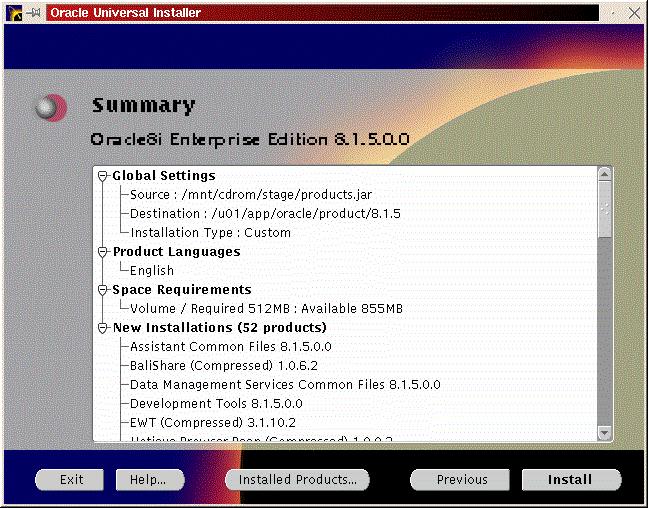 Oracle Universal Installer
Summary
Oracle8i Enterprise Edition 8.1.5.0.0
Global Settings
Source : /mnt/cdrom/stage/products.jar
Destination : /u01/app/oracle/product/8.1.5
Installation Type : Custom
Product Languages
English
Space Requirements
Volume / Required 512MB : Available 855MB
New Installations (52 products)
Assistant Common Files 8.1.5.0.0
BaliShare (Compressed) 1.0.6.2
Data Management Services Common Files 8.1.5.0.0
Development Tools 8.1.5.0.0
EWT (Compressed) 3.1.10.2
(Compressed)
Exit
Help...
Installed Products...
Previous
Install